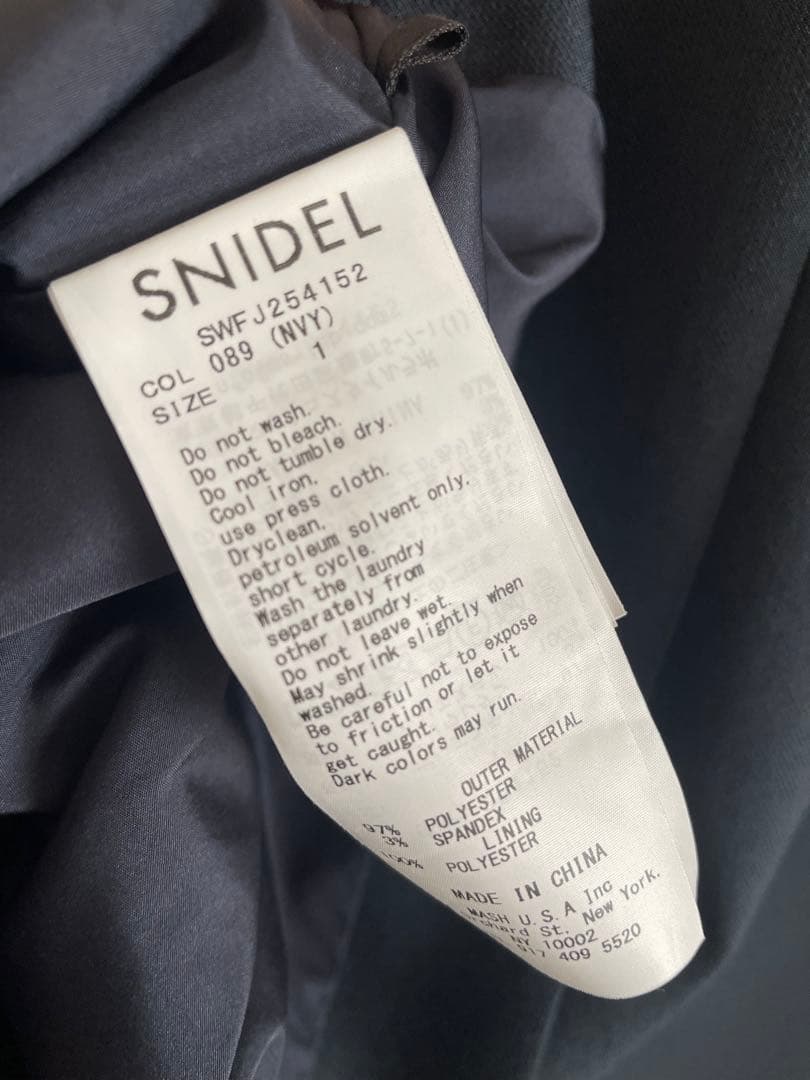 SNIDEL
SWFJ254152
COL 089 (NVY)
SIZE 1
Do not wash.
Do not bleach.
Do not tumble dry.
Cool iron.
use press cloth.
Dryclean.
petroleum solvent only.
short cycle.
Wash the laundry
separately from
other laundry.
Do not leave wet.
May shrink slightly when
washed.
Be careful not to expose
to friction or let it
get caught.
Dark colors may run.
OUTER MATERIAL
97% POLYESTER
3% SPANDEX
LINING
100% POLYESTER
MADE IN CHINA
MASH U.S.A Inc
St. New York.
NY 10002
917 409 5520